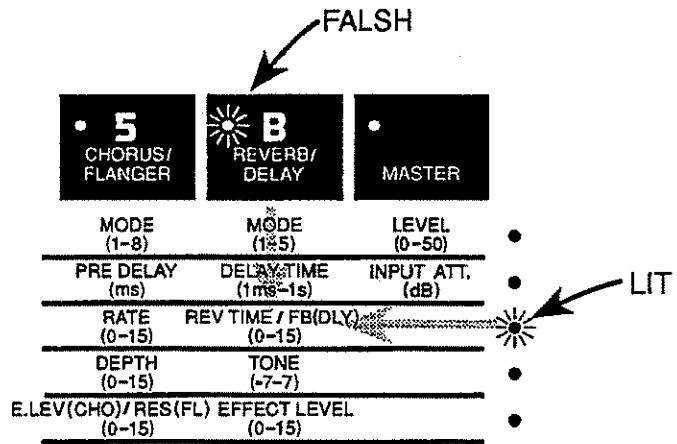 FALSH
5 B
CHORUS/ REVERB/
FLANGER DELAY MASTER
MODE MODE LEVEL
(1-8) (1-5) (0-50)
PRE DELAY DELAY TIME INPUT ATT.
(ms) (1ms-1s) (dB)
LIT
RATE REV TIME / FB(DLY)
(0-15) (0-15)
DEPTH TONE
(0-15) (-7-7)
E.LEV(CHO)/ RES(FL) EFFECT LEVEL
(0-15) (0-15)